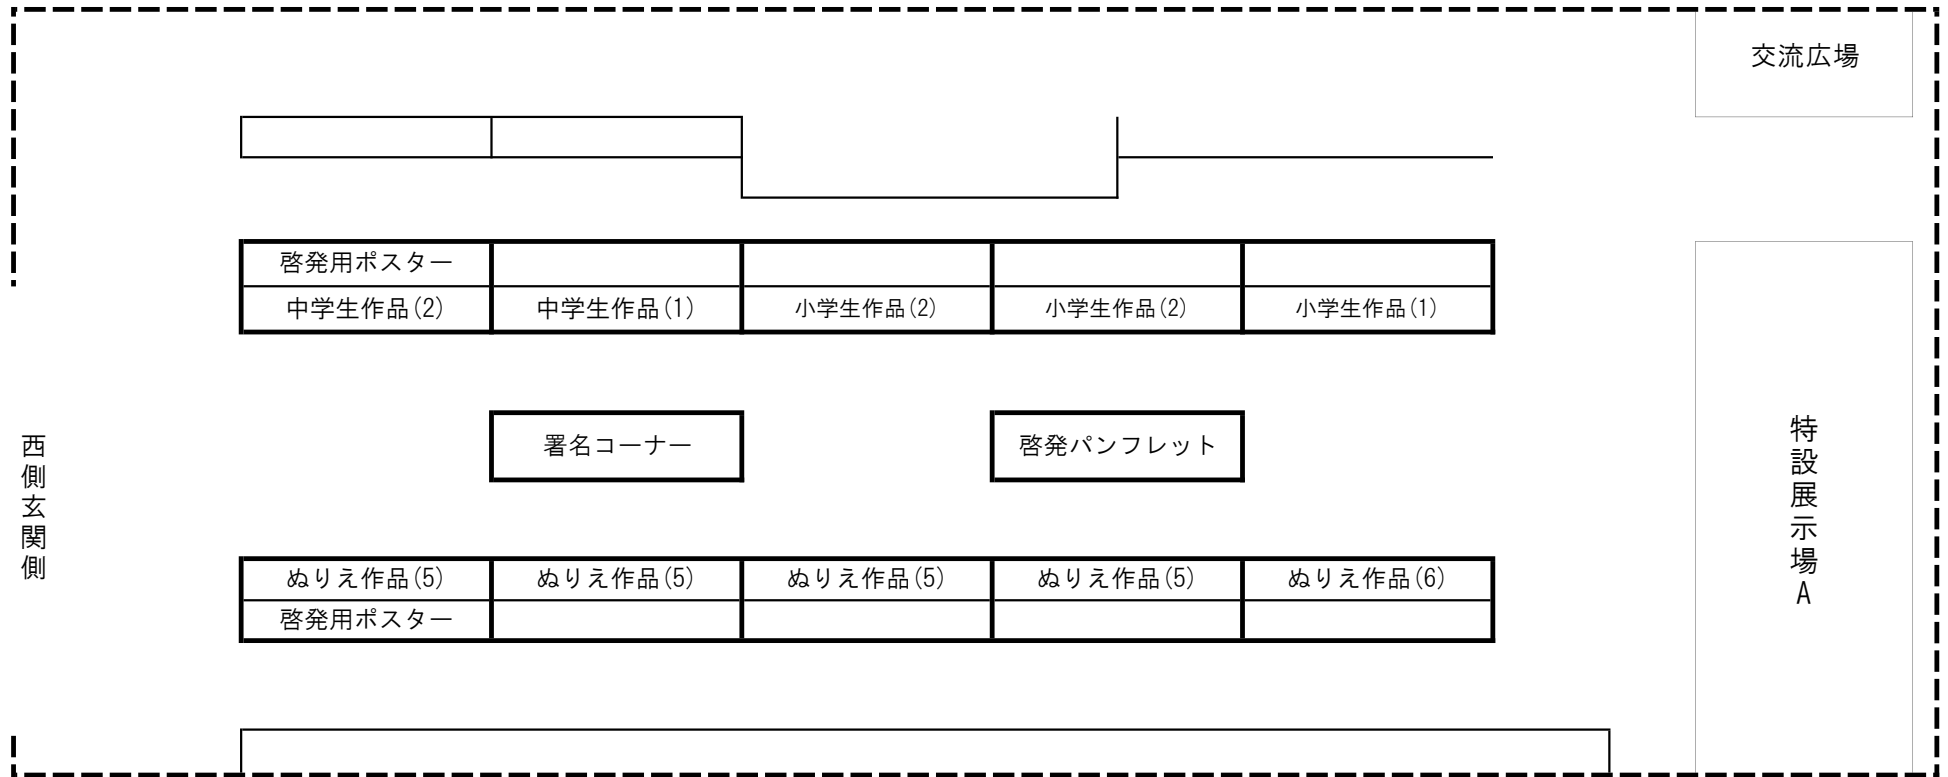 交流広場
啓発用ポスター
中学生作品(2) 中学生作品(1) 小学生作品(2) 小学生作品(2) 小学生作品(1)
署名コーナー 啓発パンフレット
西側玄関側
特設展示場A
ぬりえ作品(5) ぬりえ作品(5) ぬりえ作品(5) ぬりえ作品(5) ぬりえ作品(6)
啓発用ポスター